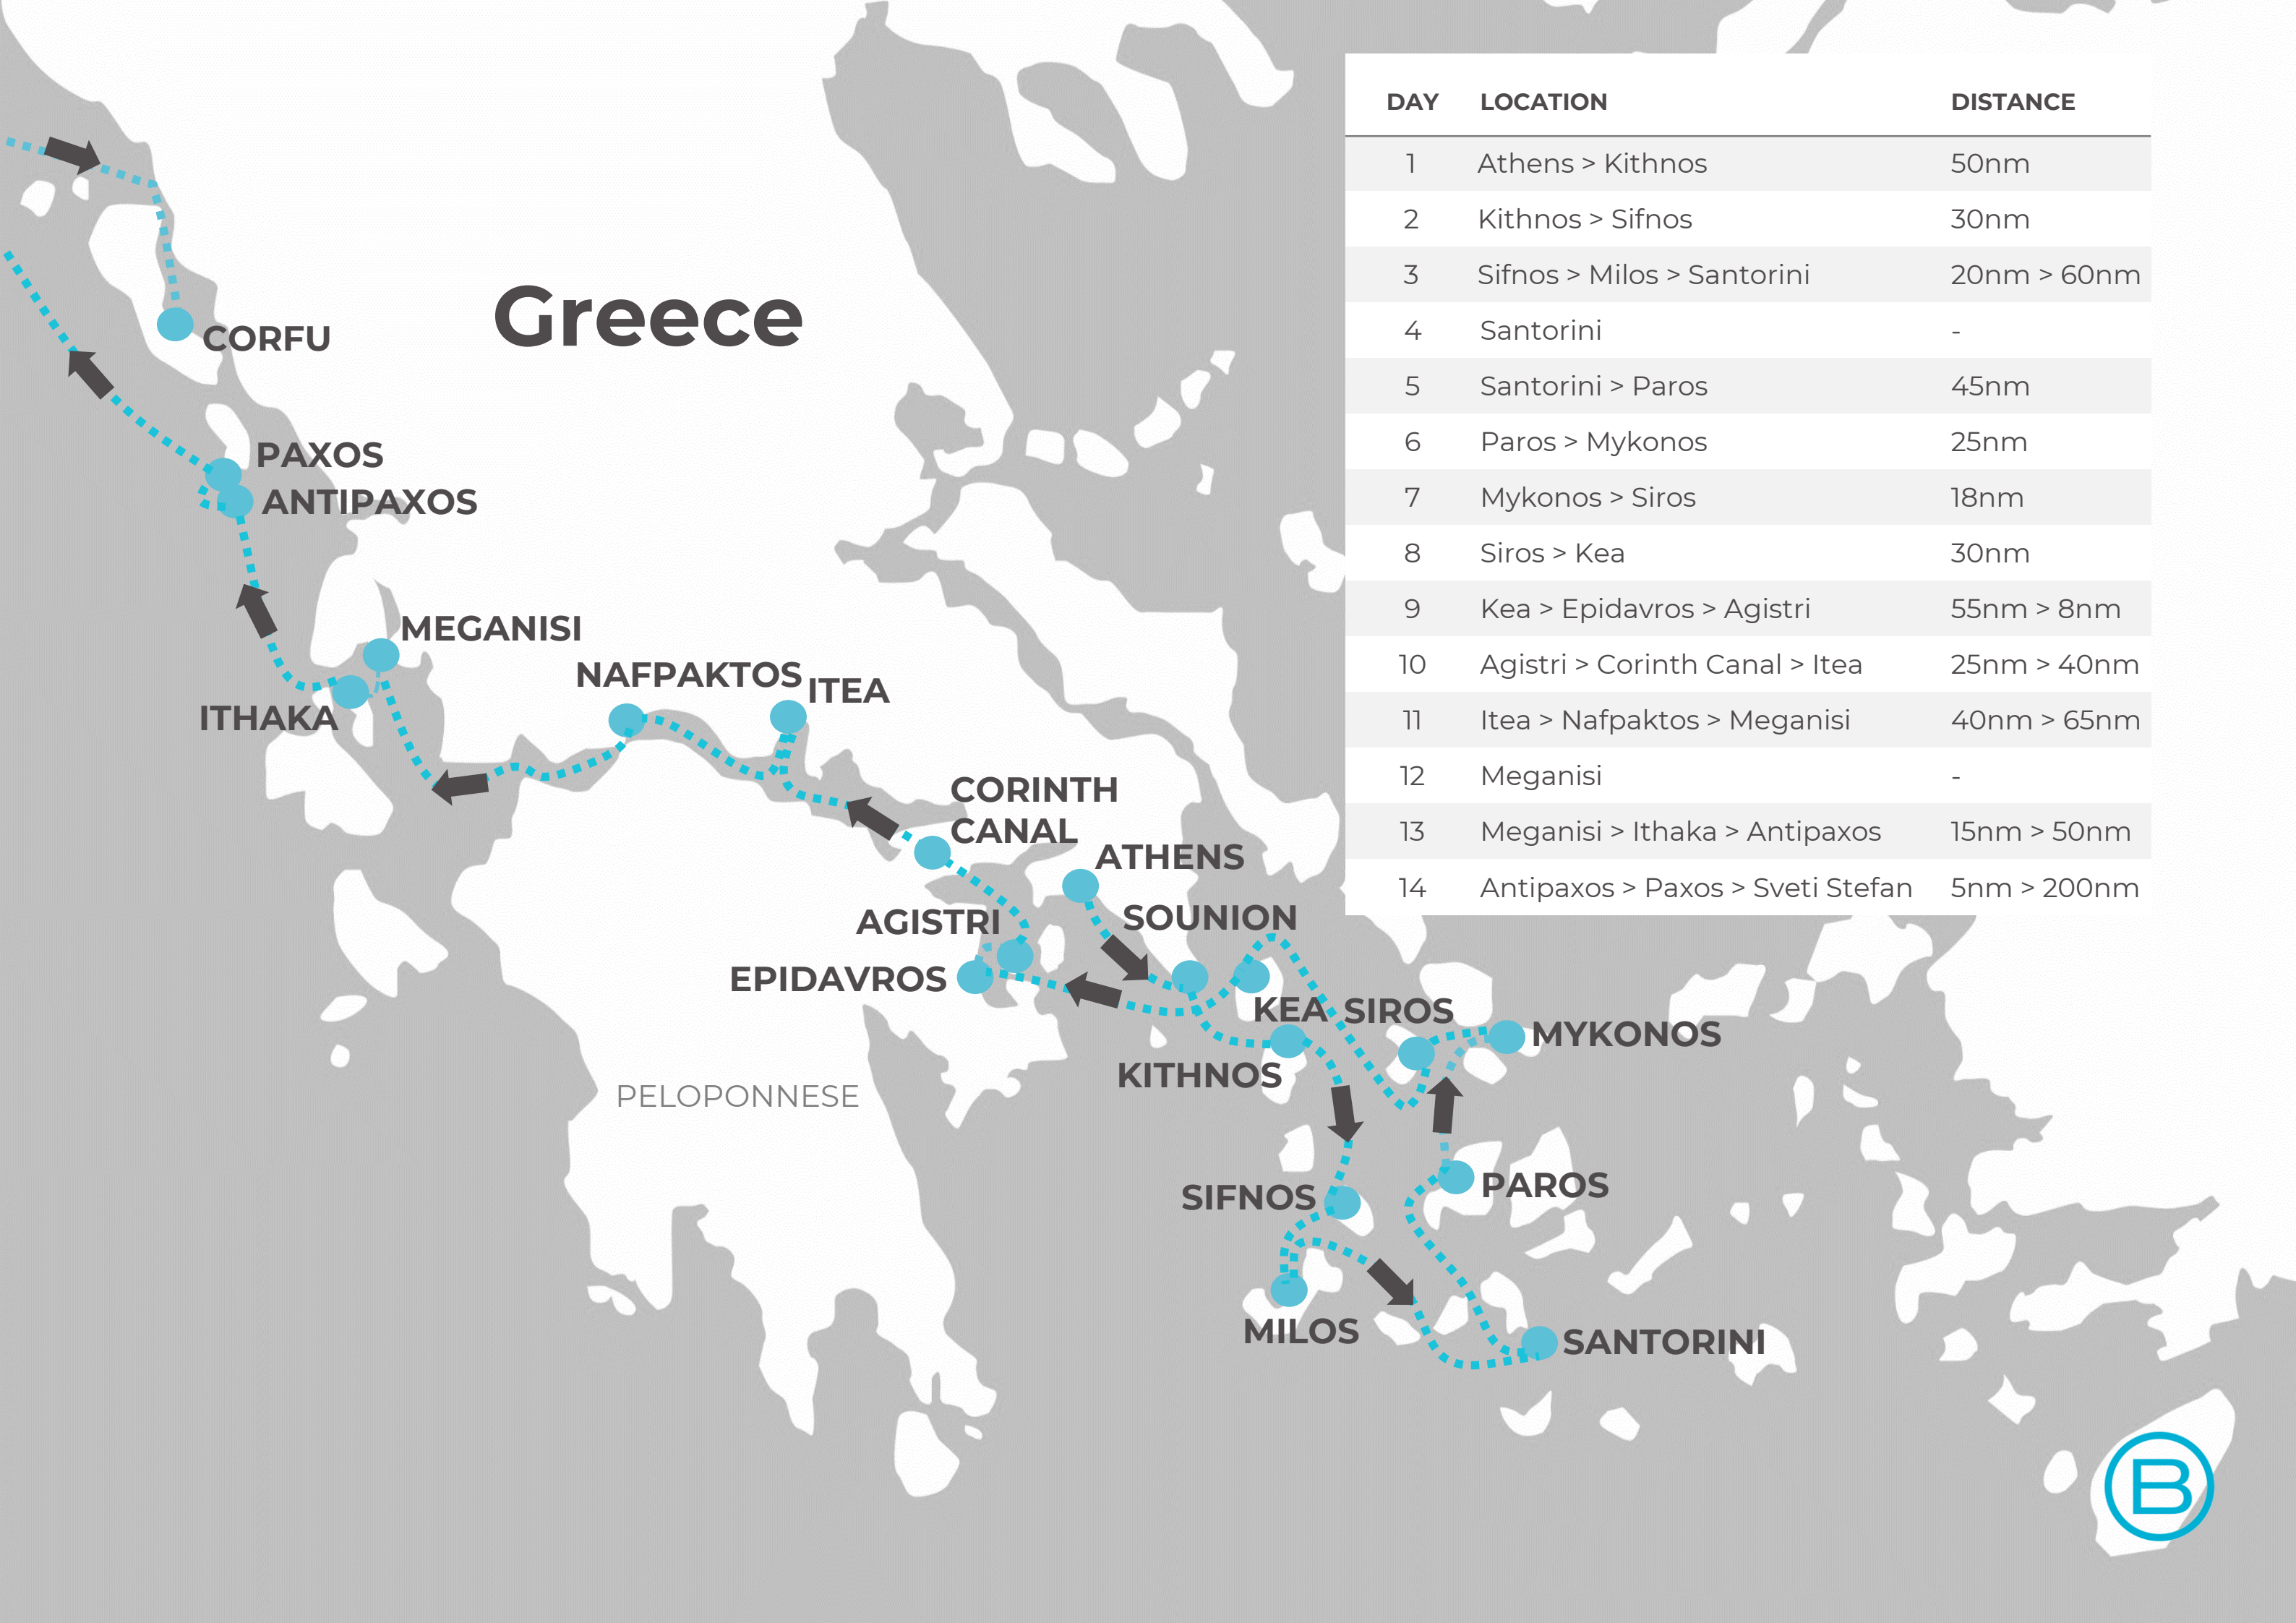 DAY LOCATION DISTANCE
1 Athens > Kithnos 50nm
2 Kithnos > Sifnos 30nm
3 Sifnos > Milos > Santorini 20nm > 60nm
4 Santorini -
5 Santorini > Paros 45nm
6 Paros > Mykonos 25nm
7 Mykonos > Siros 18nm
8 Siros > Kea 30nm
9 Kea > Epidavros > Agistri 55nm > 8nm
10 Agistri > Corinth Canal > Itea 25nm > 40nm
11 Itea > Nafpaktos > Meganisi 40nm > 65nm
12 Meganisi -
13 Meganisi > Ithaka > Antipaxos 15nm > 50nm
14 Antipaxos > Paxos > Sveti Stefan 5nm > 200nm
Greece
CORFU
PAXOS
ANTIPAXOS
MEGANISI
NAFPAKTOS
ITEA
ITHAKA
CORINTH
CANAL
ATHENS
AGISTRI
SOUNION
EPIDAVROS
KEA
SIROS
MYKONOS
KITHNOS
PELOPONNESE
SIFNOS
PAROS
MILOS
SANTORINI
B